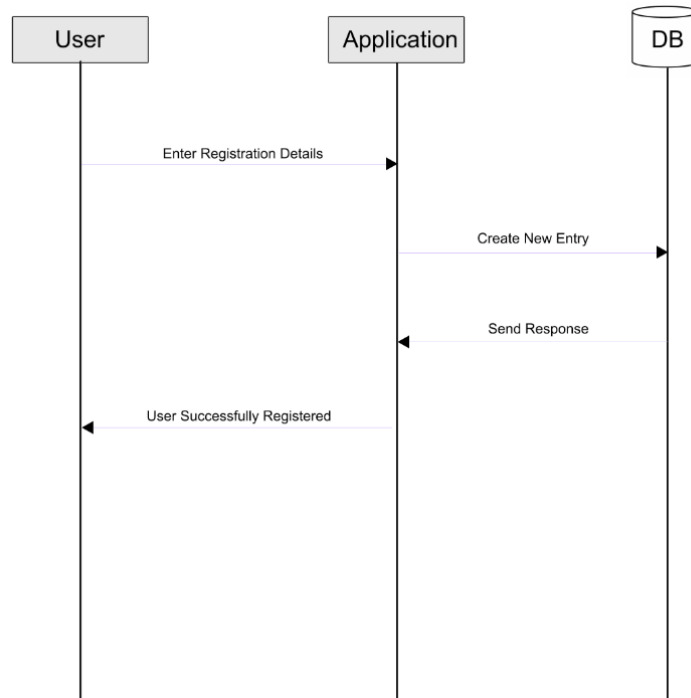 User
Application
DB
Enter Registration Details
Create New Entry
Send Response
User Successfully Registered